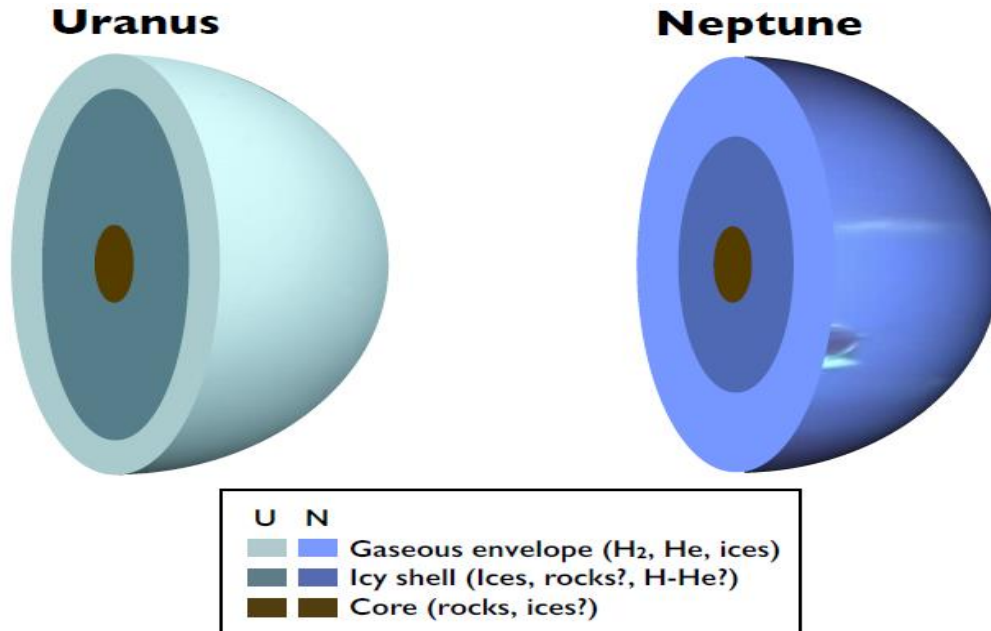 Uranus
Neptune
U N
Gaseous envelope (H₂, He, ices)
Icy shell (Ices, rocks?, H-He?)
Core (rocks, ices?)